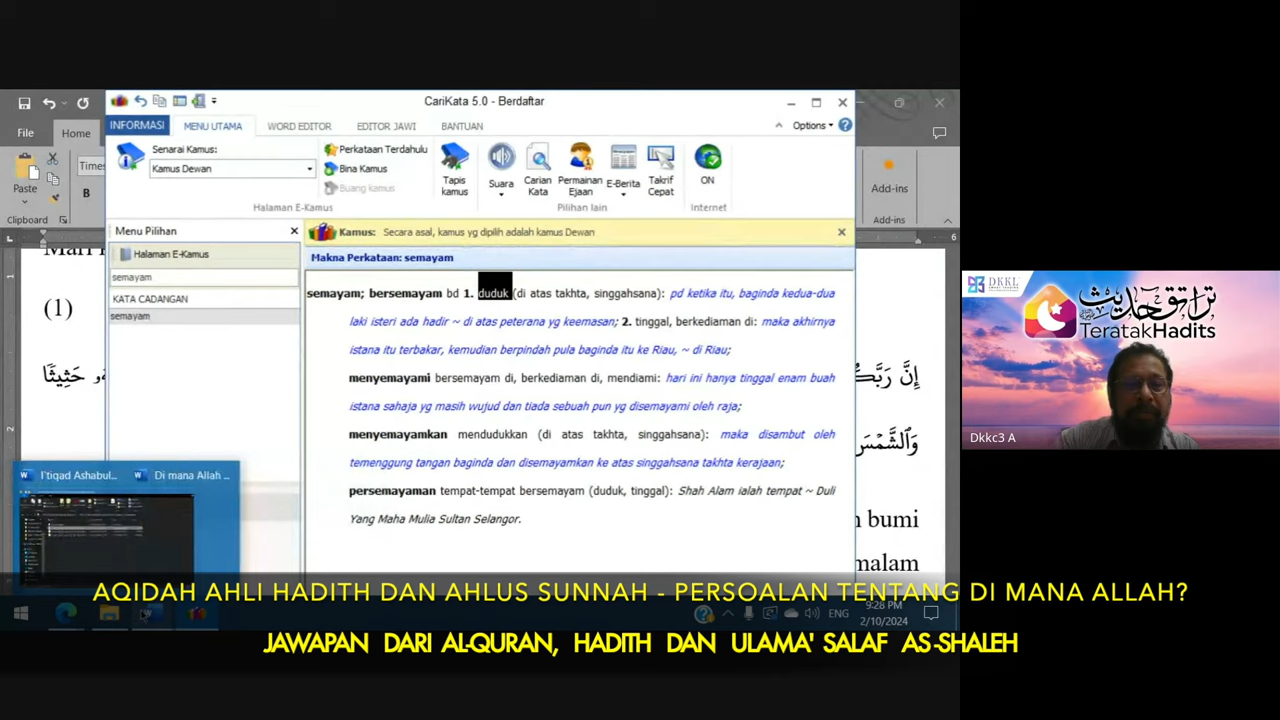 CariKata 5.0 - Berdaftar
File
Home
INFORMASI
MENU UTAMA
WORD EDITOR
EDITOR JAWI
BANTUAN
Options
Times
Paste
B
Clipboard
Senarai Kamus:
Kamus Dewan
Perkataan Terdahulu
Bina Kamus
Buang kamus
Tapis kamus
Suara
Carian Kata
Permainan Ejaan
E-Berita
Takrif Cepat
ON
Add-ins
Add-ins
Halaman E-Kamus
Pilihan lain
Internet
Menu Pilihan
Kamus: Secara asal, kamus yg dipilih adalah kamus Dewan
6
Halaman E-Kamus
Makna Perkataan: semayam
semayam
KATA CADANGAN
semayam
semayam; bersemayam bd 1. duduk (di atas takhta, singgahsana): pd ketika itu, baginda kedua-dua
laki isteri ada hadir ~ di atas peterana yg keemasan; 2. tinggal, berkediaman di: maka akhirnya
istana itu terbakar, kemudian berpindah pula baginda itu ke Riau, ~ di Riau;
menyemayami bersemayam di, berkediaman di, mendiami: hari ini hanya tinggal enam buah
istana sahaja yg masih wujud dan tiada sebuah pun yg disemayami oleh raja;
menyemayamkan mendudukkan (di atas takhta, singgahsana): maka disambut oleh
temenggung tangan baginda dan disemayamkan ke atas singgahsana takhta kerajaan;
persemayaman tempat-tempat bersemayam (duduk, tinggal): Shah Alam ialah tempat ~ Duli
Yang Maha Mulia Sultan Selangor.
(1)
إِنَّ
حَثِيثًا
وَٱلشَّمْسَ
bumi
malam
I'tiqad Ashabul...
Di mana Allah ...
DKKL
تراتق حديث
TeratakHadits
Dkkc3 A
AQIDAH AHLI HADITH DAN AHLUS SUNNAH - PERSOALAN TENTANG DI MANA ALLAH?
ENG
9:28 PM
2/10/2024
JAWAPAN DARI AL-QURAN, HADITH DAN ULAMA' SALAF AS-SHALEH